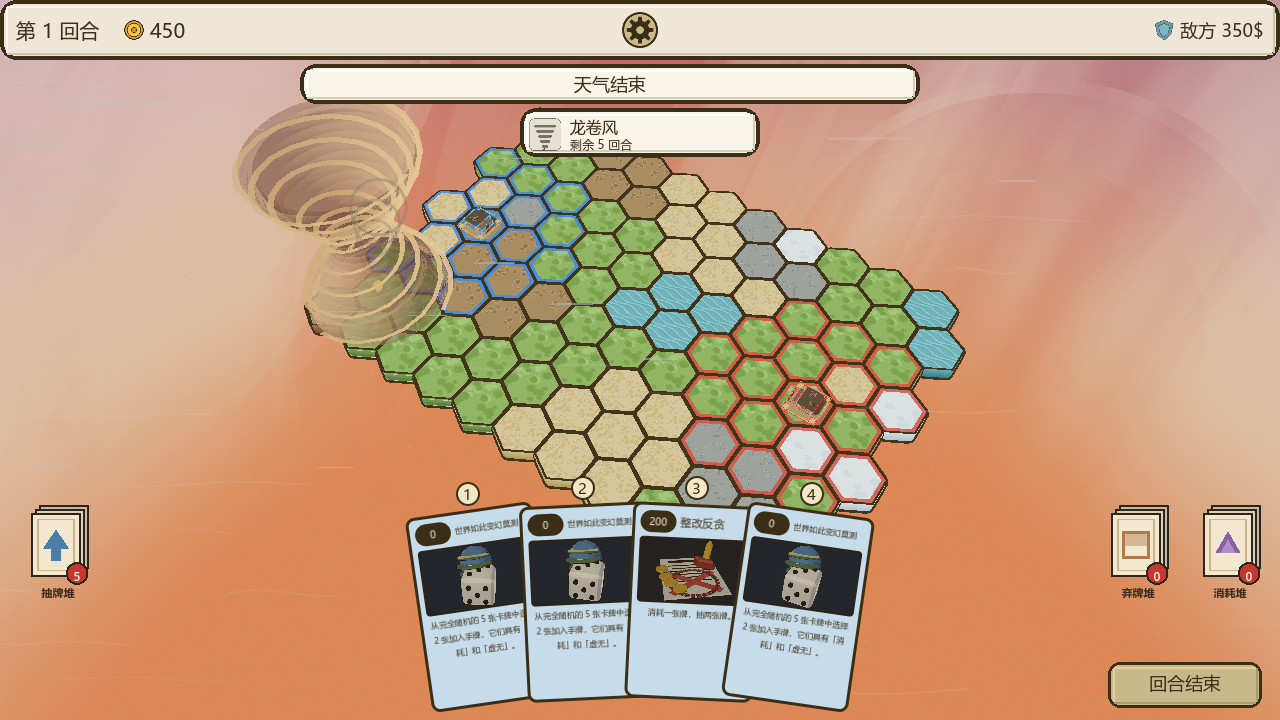 第 1 回合
450
敌方 350$
天气结束
龙卷风
剩余 5 回合
1
2
3
4
0
世界如此变幻莫测
从完全随机的 5 张卡牌中选
2 张加入手牌，它们具有
耗」和「虚无」。
0
世界如此变幻莫测
从完全随机的 5 张卡牌中选
2 张加入手牌，它们具有
耗」和「虚无」。
200
整改反贪
消耗一张牌，抽两张牌。
0
世界如此变幻莫测
从完全随机的 5 张卡牌中选择
2 张加入手牌，它们具有「消
耗」和「虚无」。
5
抽牌堆
0
弃牌堆
0
消耗堆
回合结束